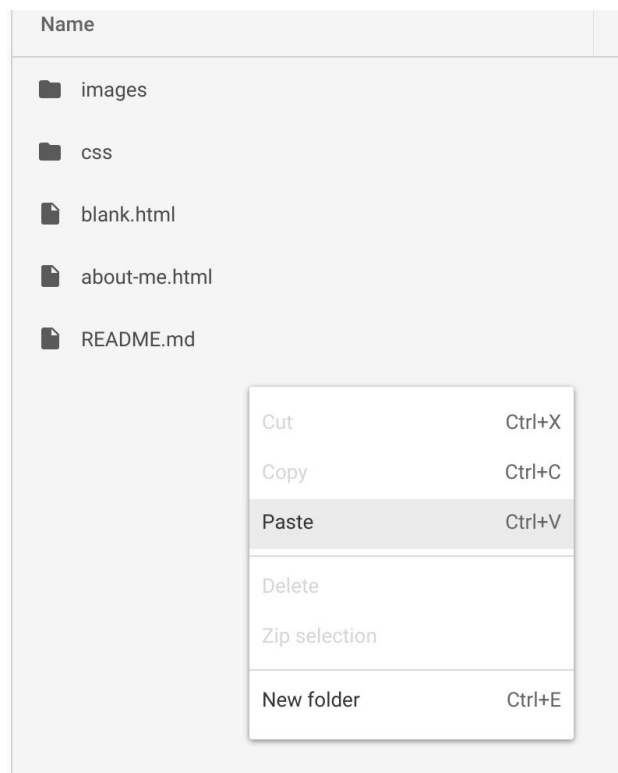 Name
images
css
blank.html
about-me.html
README.md
Cut Ctrl+X
Copy Ctrl+C
Paste Ctrl+V
Delete
Zip selection
New folder Ctrl+E